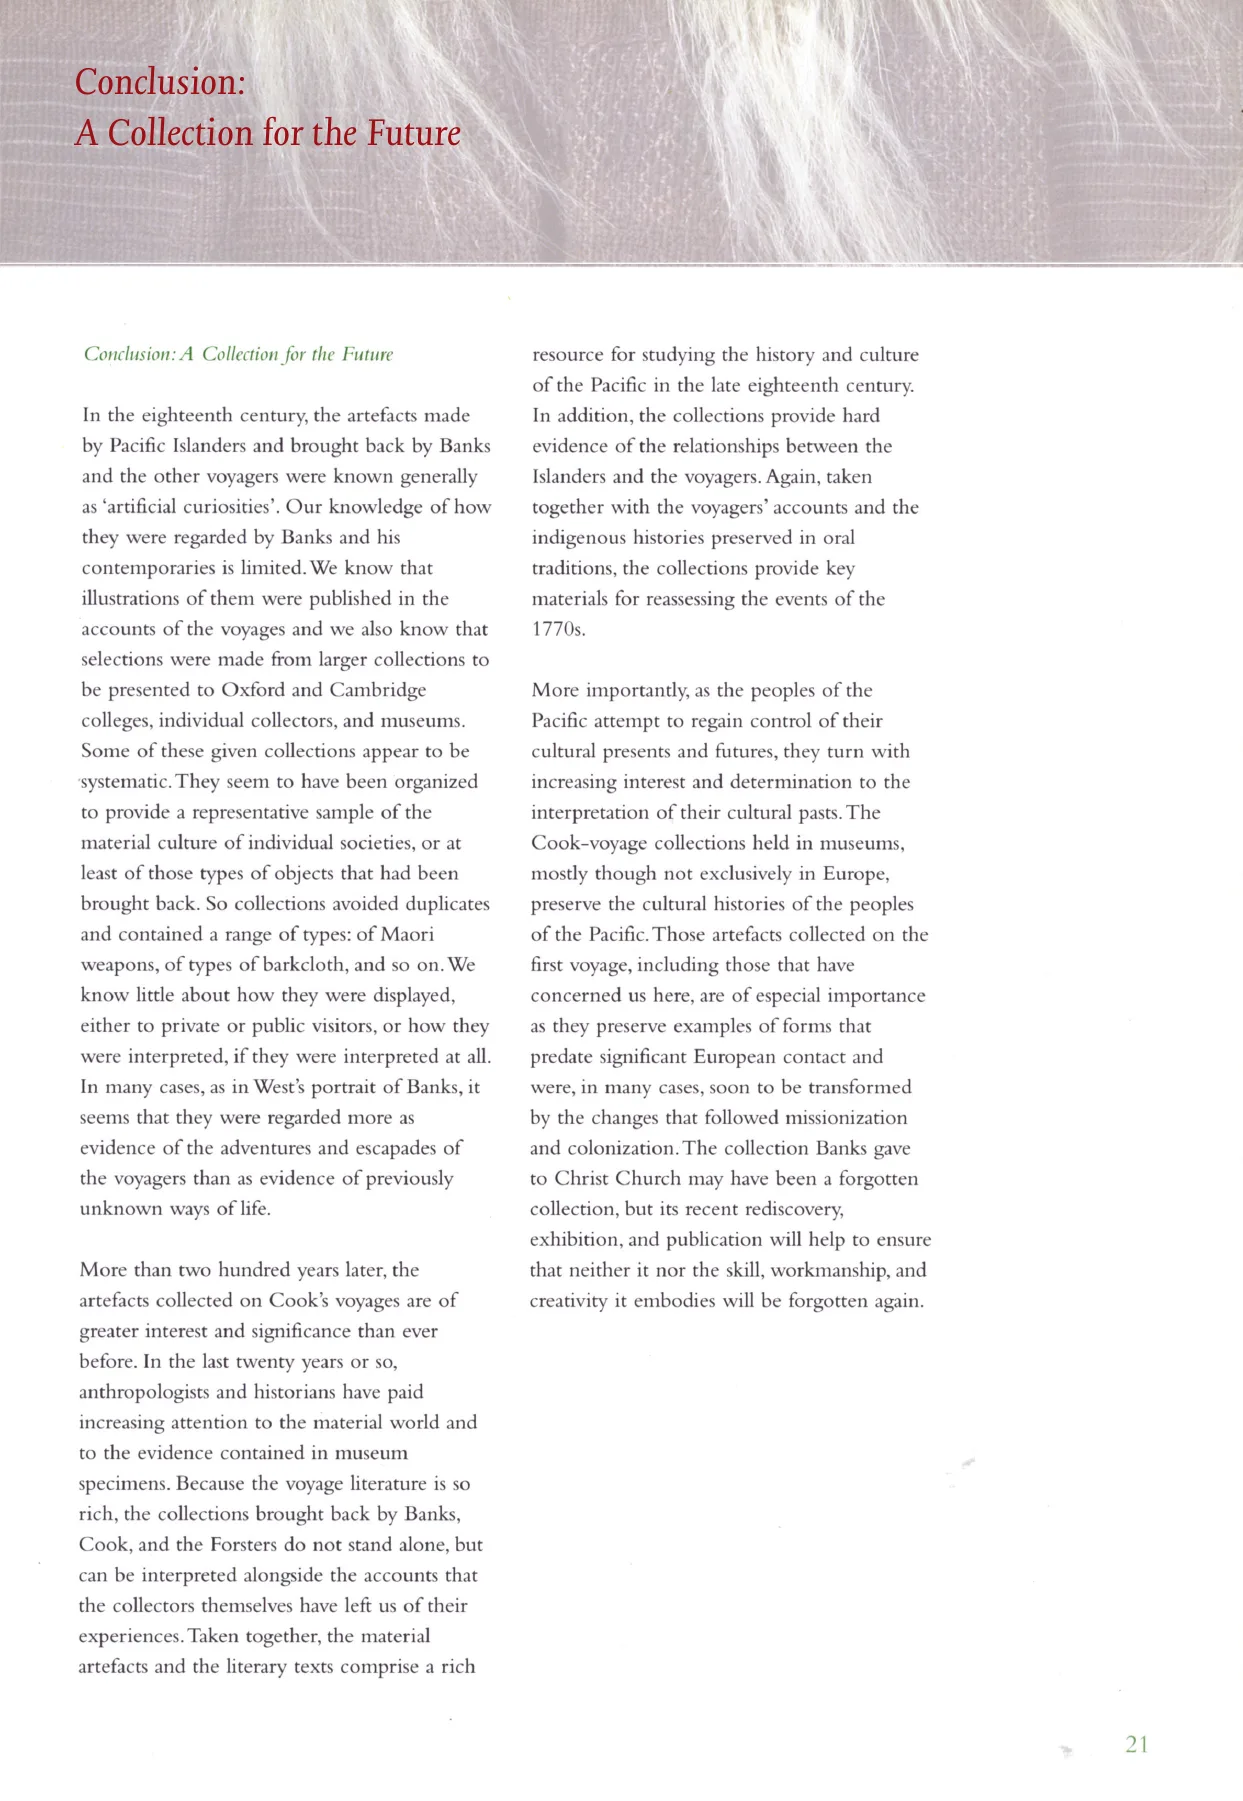 Conclusion:
A Collection for the Future
Conclusion: A Collection for the Future
In the eighteenth century, the artefacts made
by Pacific Islanders and brought back by Banks
and the other voyagers were known generally
as ‘artificial curiosities’. Our knowledge of how
they were regarded by Banks and his
contemporaries is limited. We know that
illustrations of them were published in the
accounts of the voyages and we also know that
selections were made from larger collections to
be presented to Oxford and Cambridge
colleges, individual collectors, and museums.
Some of these given collections appear to be
systematic. They seem to have been organized
to provide a representative sample of the
material culture of individual societies, or at
least of those types of objects that had been
brought back. So collections avoided duplicates
and contained a range of types: of Maori
weapons, of types of barkcloth, and so on. We
know little about how they were displayed,
either to private or public visitors, or how they
were interpreted, if they were interpreted at all.
In many cases, as in West’s portrait of Banks, it
seems that they were regarded more as
evidence of the adventures and escapades of
the voyagers than as evidence of previously
unknown ways of life.
More than two hundred years later, the
artefacts collected on Cook’s voyages are of
greater interest and significance than ever
before. In the last twenty years or so,
anthropologists and historians have paid
increasing attention to the material world and
to the evidence contained in museum
specimens. Because the voyage literature is so
rich, the collections brought back by Banks,
Cook, and the Forsters do not stand alone, but
can be interpreted alongside the accounts that
the collectors themselves have left us of their
experiences. Taken together, the material
artefacts and the literary texts comprise a rich
resource for studying the history and culture
of the Pacific in the late eighteenth century.
In addition, the collections provide hard
evidence of the relationships between the
Islanders and the voyagers. Again, taken
together with the voyagers’ accounts and the
indigenous histories preserved in oral
traditions, the collections provide key
materials for reassessing the events of the
1770s.
More importantly, as the peoples of the
Pacific attempt to regain control of their
cultural presents and futures, they turn with
increasing interest and determination to the
interpretation of their cultural pasts. The
Cook-voyage collections held in museums,
mostly though not exclusively in Europe,
preserve the cultural histories of the peoples
of the Pacific. Those artefacts collected on the
first voyage, including those that have
concerned us here, are of especial importance
as they preserve examples of forms that
predate significant European contact and
were, in many cases, soon to be transformed
by the changes that followed missionization
and colonization. The collection Banks gave
to Christ Church may have been a forgotten
collection, but its recent rediscovery,
exhibition, and publication will help to ensure
that neither it nor the skill, workmanship, and
creativity it embodies will be forgotten again.
21